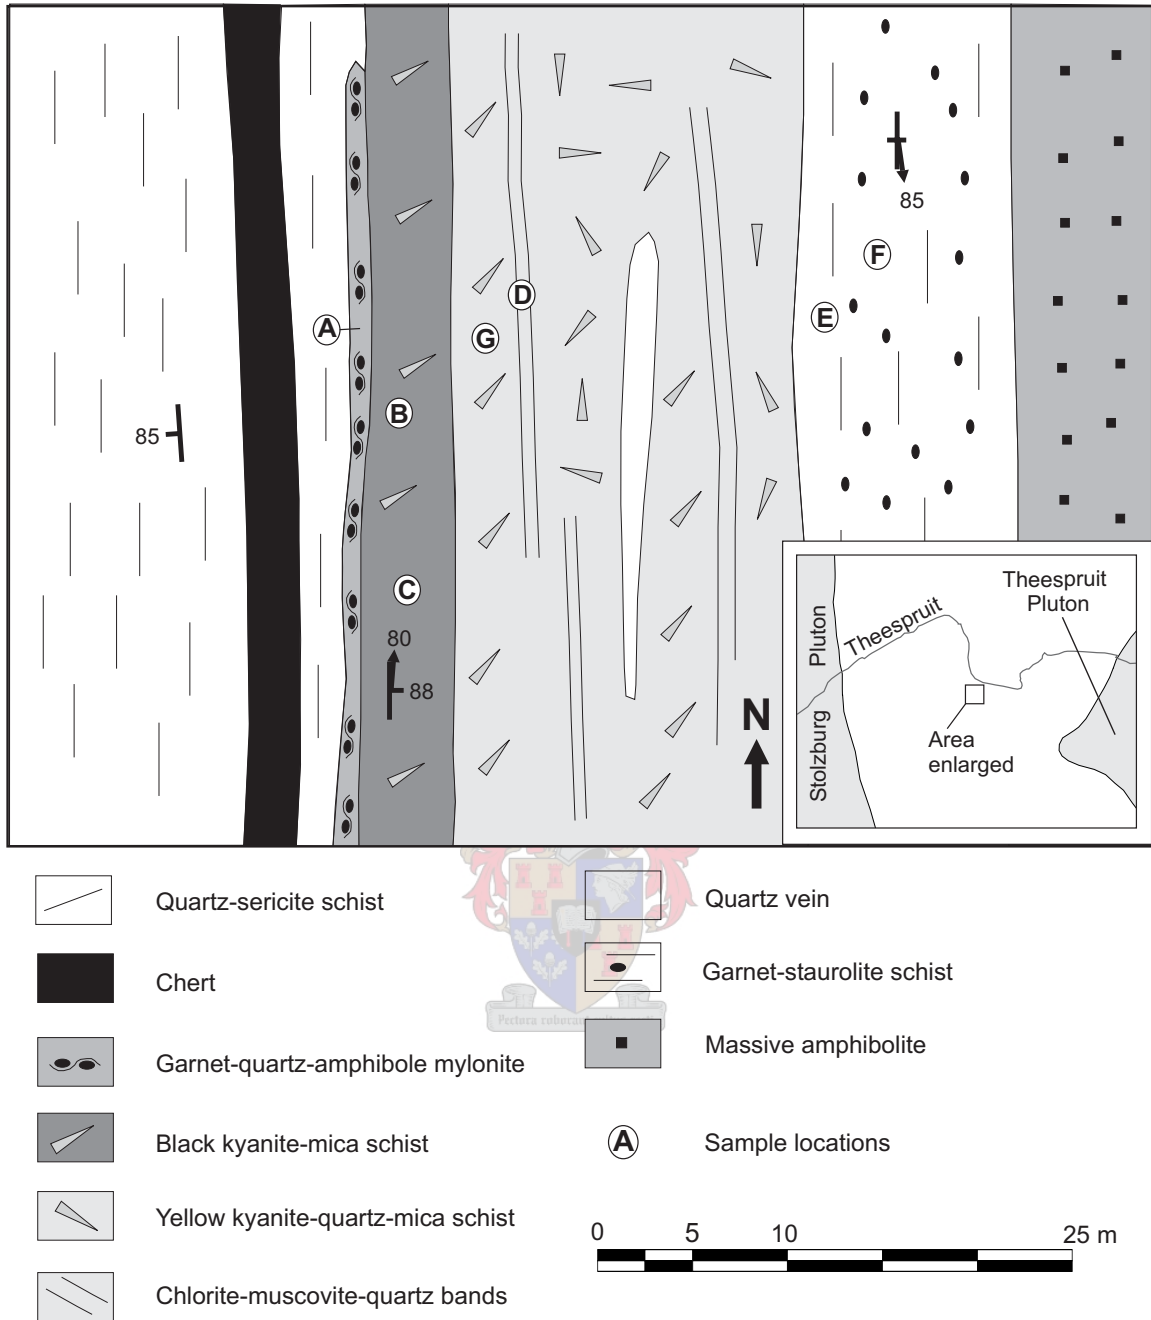 A
B
C
D
E
F
G
85
85
80
88
N
Theespruit
Pluton
Theespruit
Stolzburg Pluton
Area
enlarged
Quartz-sericite schist
Quartz vein
Chert
Garnet-staurolite schist
Pectora roborant
Garnet-quartz-amphibole mylonite
Massive amphibolite
Black kyanite-mica schist
A
Sample locations
Yellow kyanite-quartz-mica schist
0 5 10 25 m
Chlorite-muscovite-quartz bands